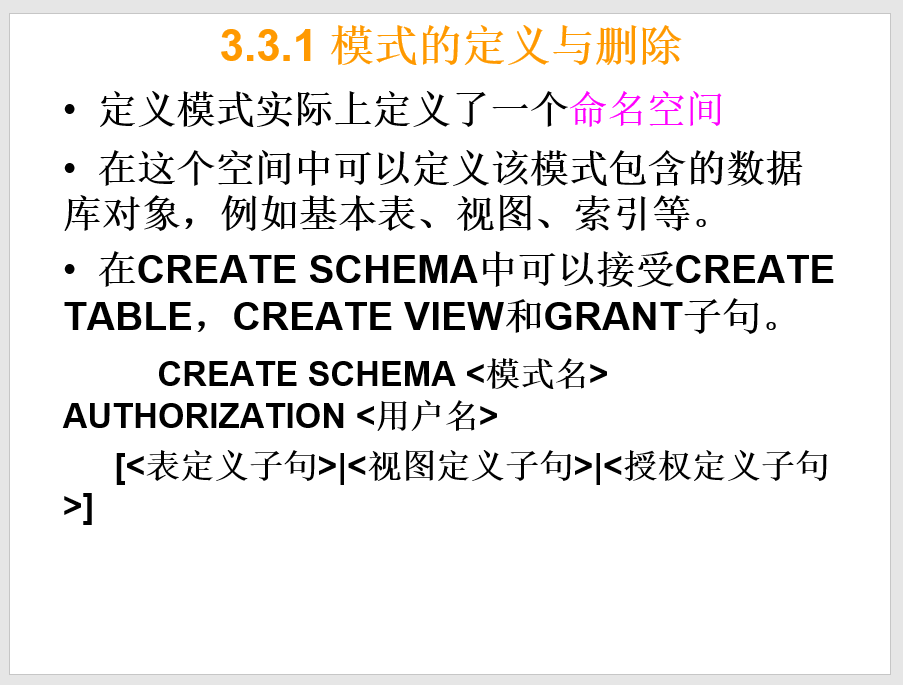 3.3.1 模式的定义与删除
• 定义模式实际上定义了一个命名空间
• 在这个空间中可以定义该模式包含的数据
库对象，例如基本表、视图、索引等。
• 在CREATE SCHEMA中可以接受CREATE
TABLE，CREATE VIEW和GRANT子句。
CREATE SCHEMA <模式名>
AUTHORIZATION <用户名>
[<表定义子句>|<视图定义子句>|<授权定义子句
>]